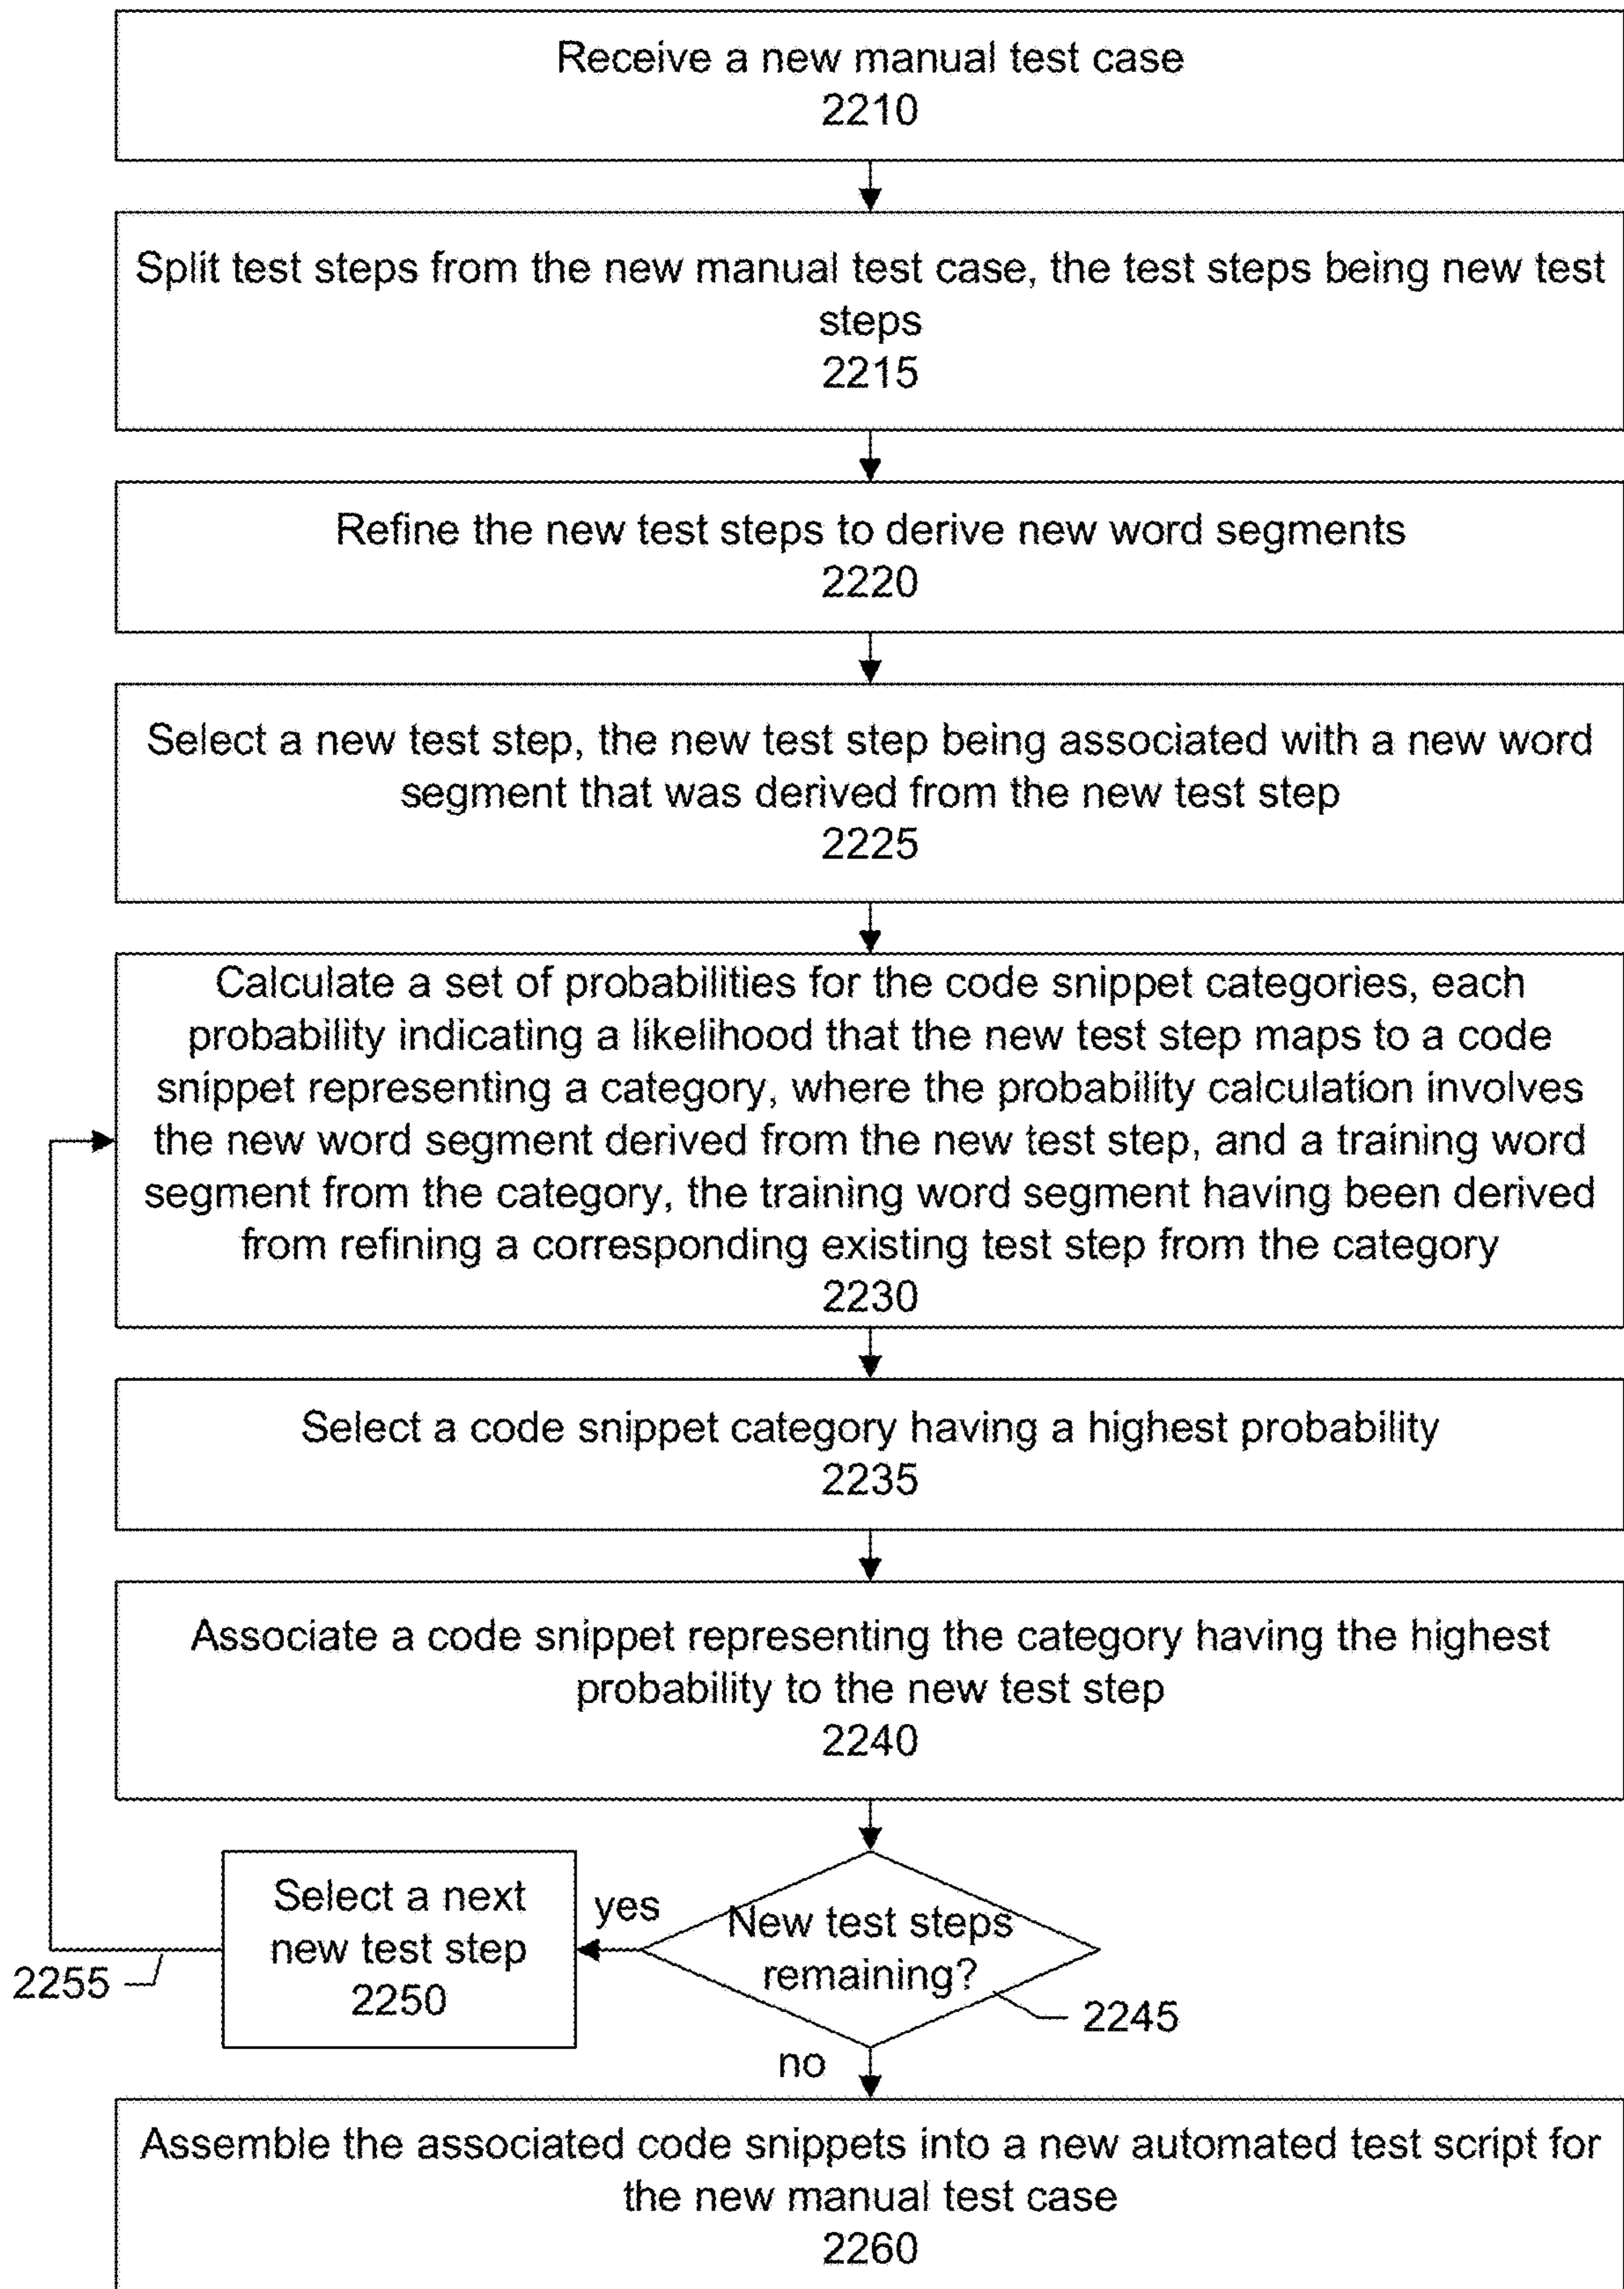 Receive a new manual test case
2210
Split test steps from the new manual test case, the test steps being new test
steps
2215
Refine the new test steps to derive new word segments
2220
Select a new test step, the new test step being associated with a new word
segment that was derived from the new test step
2225
Calculate a set of probabilities for the code snippet categories, each
probability indicating a likelihood that the new test step maps to a code
snippet representing a category, where the probability calculation involves
the new word segment derived from the new test step, and a training word
segment from the category, the training word segment having been derived
from refining a corresponding existing test step from the category
2230
Select a code snippet category having a highest probability
2235
Associate a code snippet representing the category having the highest
probability to the new test step
2240
Select a next
new test step
2250
yes
New test steps
remaining?
2255
2245
no
Assemble the associated code snippets into a new automated test script for
the new manual test case
2260